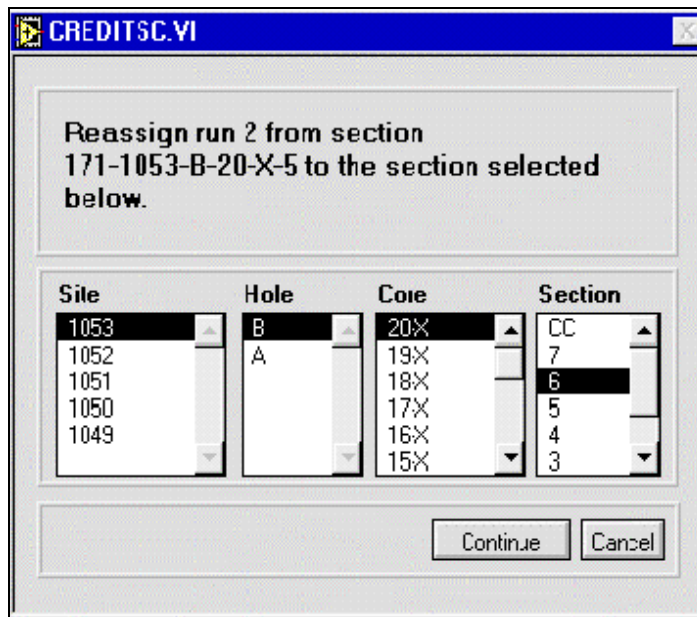 CREDITSC.VI
Reassign run 2 from section
171-1053-B-20-X-5 to the section selected
below.
Site Hole Core Section
1053 B 20X CC
1052 A 19X 7
1051 18X 6
1050 17X 5
1049 16X 4
15X 3
Continue Cancel